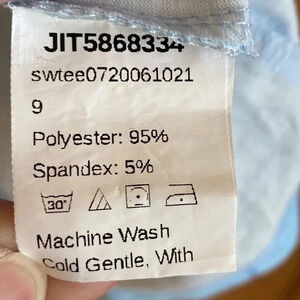 JIT5868334
swtee0720061021
9
Polyester: 95%
Spandex: 5%
30°
Machine Wash
Cold Gentle, With